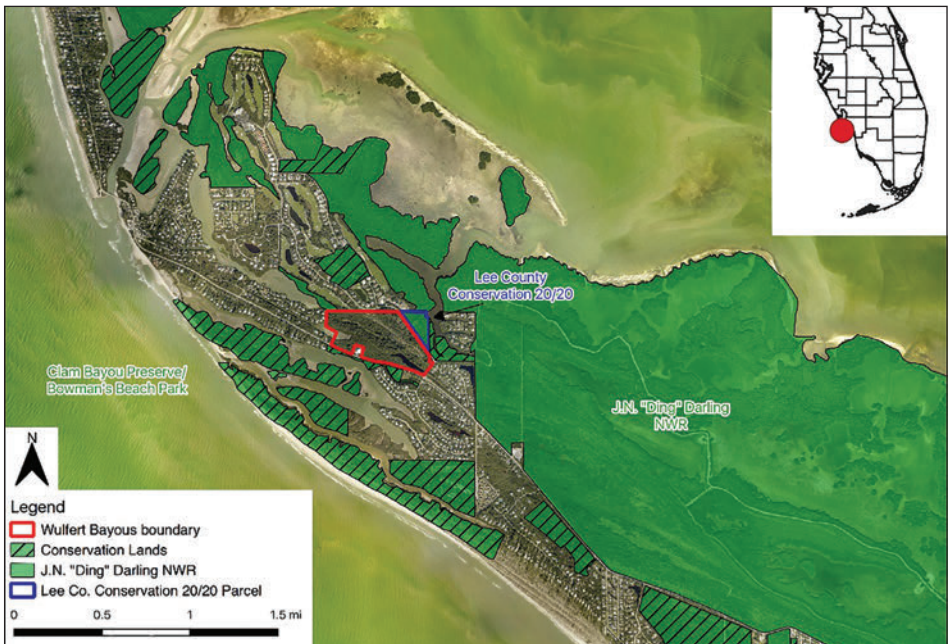 Lee County
Conservation 20/20
Clam Bayou Preserve/
Bowman's Beach Park
J.N. "Ding" Darling
NWR
N
Legend
Wulfert Bayous boundary
Conservation Lands
J.N. "Ding" Darling NWR
Lee Co. Conservation 20/20 Parcel
0 0.5 1 1.5 mi